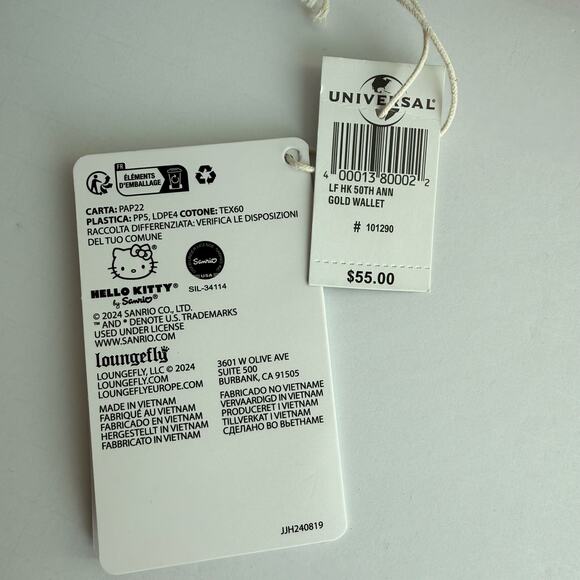 UNIVERSAL
4 00013 80002 2
LF HK 50TH ANN
GOLD WALLET
# 101290
$55.00
FR
ÉLÉMENTS
D'EMBALLAGE
CARTA: PAP22
PLASTICA: PP5, LDPE4 COTONE: TEX60
RACCOLTA DIFFERENZIATA: VERIFICA LE DISPOSIZIONI
DEL TUO COMUNE
HELLO KITTY®
by Sanrio®
Sanrio
USA
SIL-34114
© 2024 SANRIO CO., LTD.
™ AND ® DENOTE U.S. TRADEMARKS
USED UNDER LICENSE
WWW.SANRIO.COM
loungefly
LOUNGEFLY, LLC © 2024
LOUNGEFLY.COM
LOUNGEFLYEUROPE.COM
3601 W OLIVE AVE
SUITE 500
BURBANK, CA 91505
MADE IN VIETNAM
FABRIQUÉ AU VIETNAM
FABRICADO EN VIETNAM
HERGESTELLT IN VIETNAM
FABBRICATO IN VIETNAM
FABRICADO NO VIETNAME
VERVAARDIGD IN VIETNAM
PRODUCERET I VIETNAM
TILLVERKAT I VIETNAM
СДЕЛАНО ВО ВЬЕТНАМЕ
JJH240819